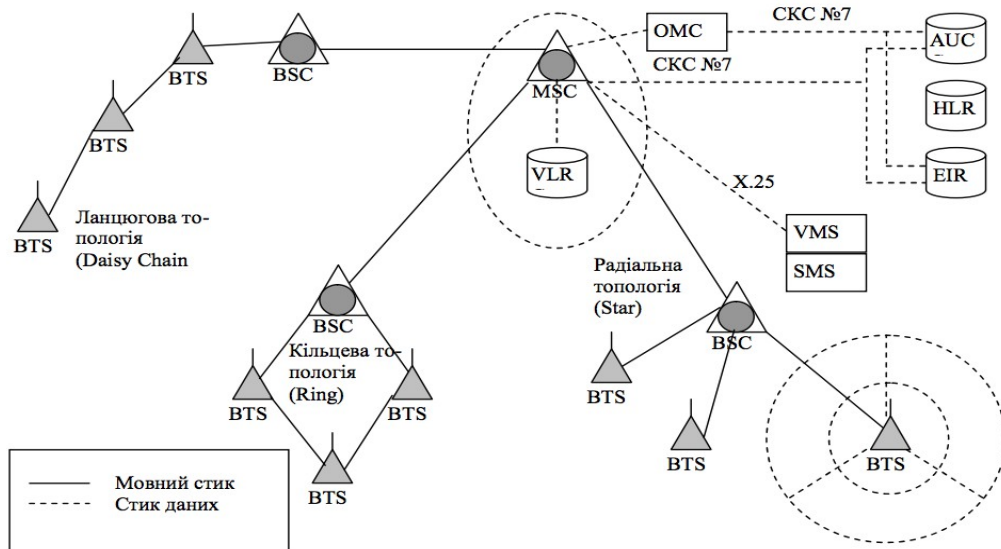 ОМС
СКС №7
AUC
BTS
BSC
MSC
СКС №7
HLR
BTS
VLR
EIR
X.25
BTS
Ланцюгова то-
пологія
(Daisy Chain
VMS
SMS
Радіальна
топологія
(Star)
BSC
BSC
Кільцева то-
пологія
(Ring)
BTS
BTS
BTS
BTS
BTS
BTS
Мовний стик
Стик даних